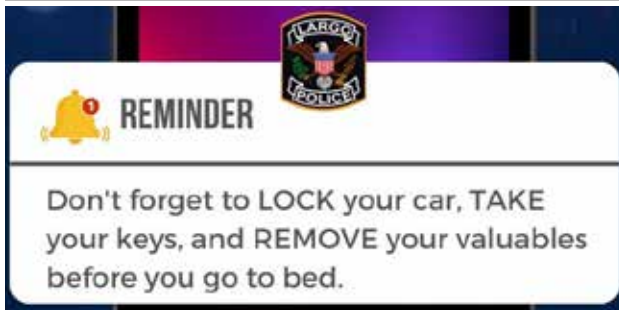 LARGO
POLICE
1
REMINDER
Don't forget to LOCK your car, TAKE
your keys, and REMOVE your valuables
before you go to bed.